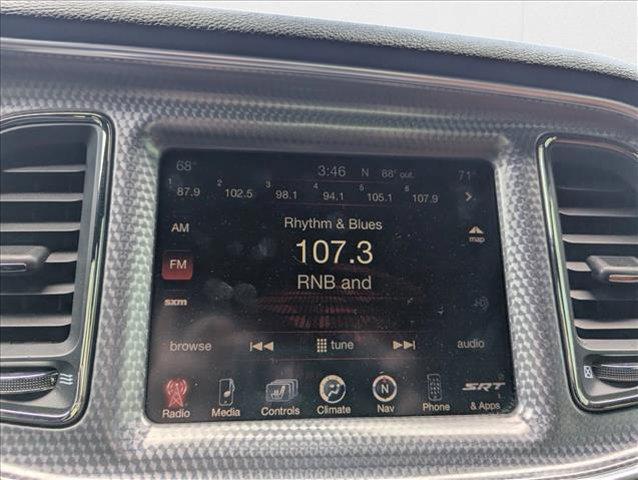 68° 3:46 N 88° out. 71°
1 87.9 2 102.5 3 98.1 4 94.1 5 105.1 6 107.9
AM
Rhythm & Blues
map
FM
107.3
RNB and
sxm
browse tune audio
Radio Media Controls Climate N Nav Phone SRT & Apps